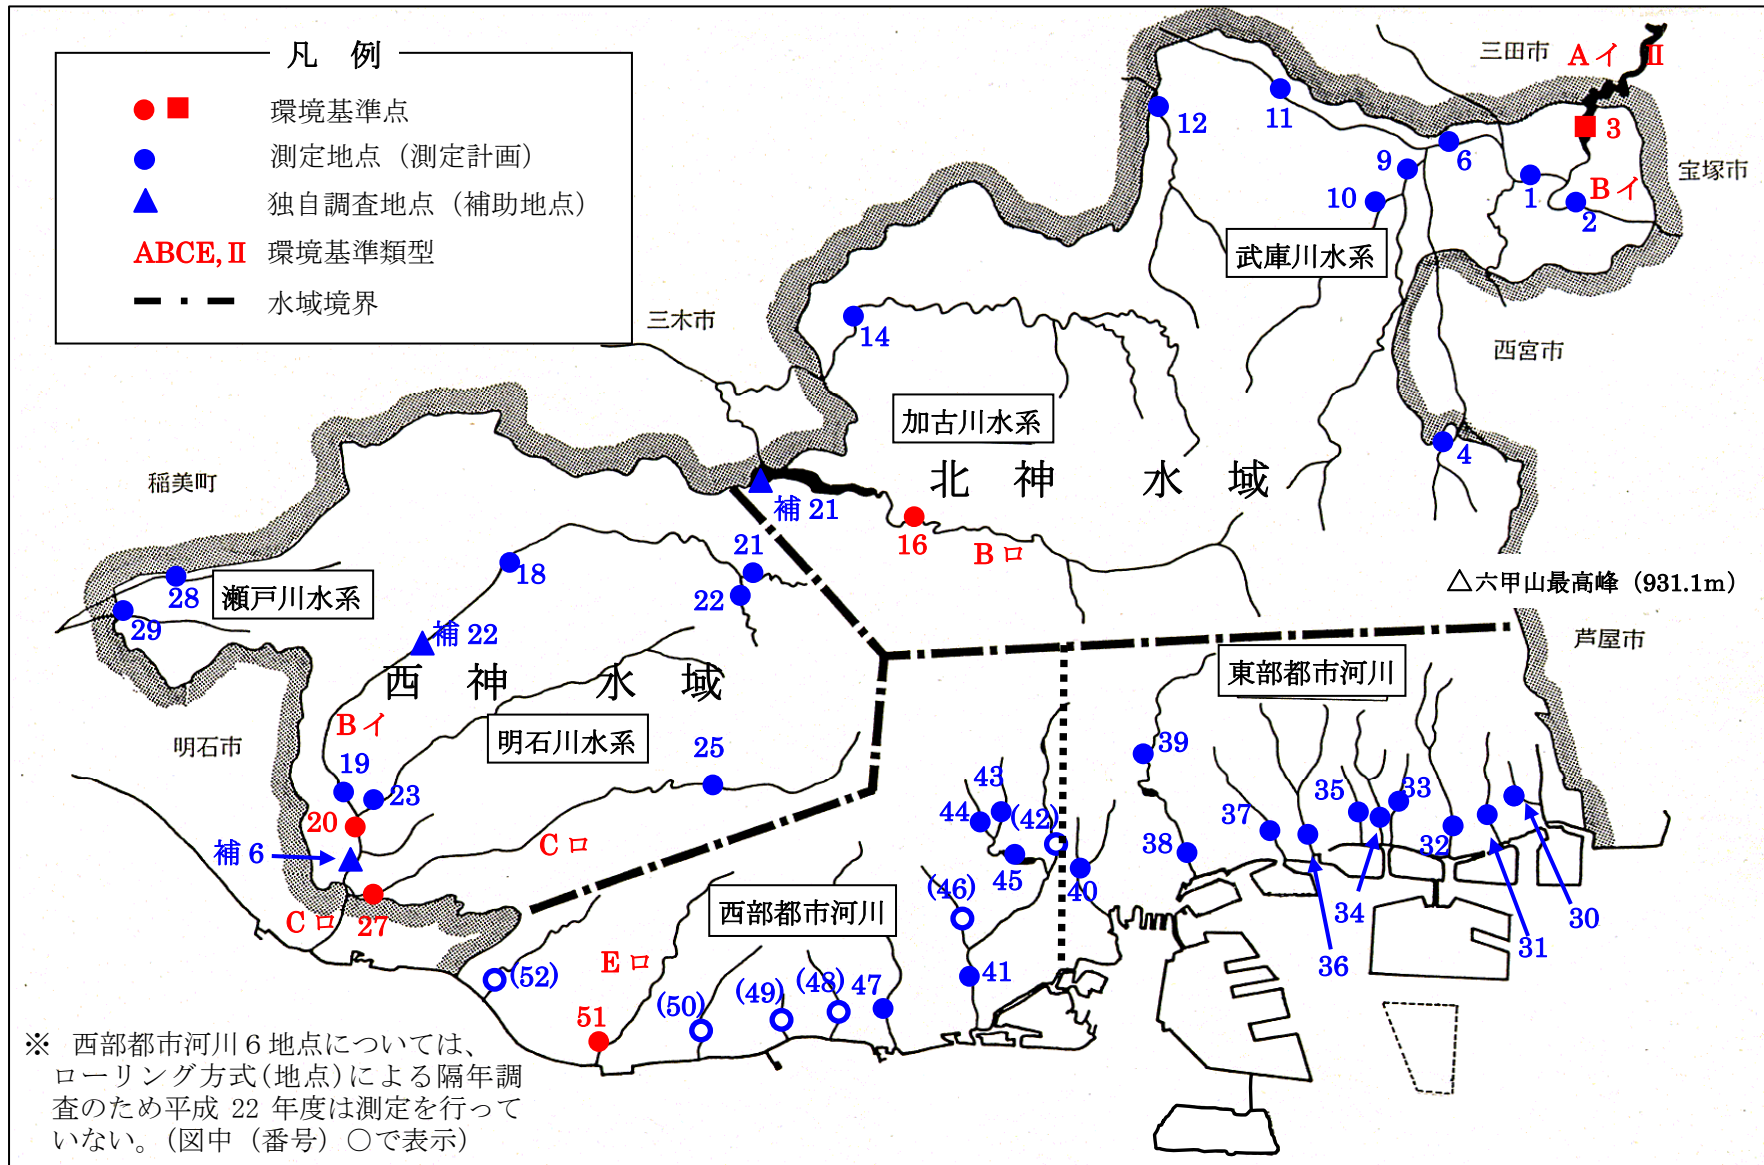 凡 例
環境基準点
測定地点（測定計画）
独自調査地点（補助地点）
ABCE, Ⅱ 環境基準類型
水域境界
三田市
Aイ Ⅱ
3
宝塚市
12
11
6
9
10
1
Bイ
2
武庫川水系
三木市
14
西宮市
加古川水系
北 神 水 域
4
稲美町
補 21
16
Bロ
21
18
22
28
瀬戸川水系
29
補 22
△六甲山最高峰（931.1m）
芦屋市
西 神 水 域
東部都市河川
Bイ
明石市
明石川水系
25
39
19
23
43
44
(42)
35
33
37
20
補 6
Cロ
38
32
45
40
(46)
27
Cロ
西部都市河川
34
30
31
36
Eロ
(52)
41
(50)
(49)
(48)
47
51
※ 西部都市河川６地点については、
ローリング方式（地点）による隔年調
査のため平成 22 年度は測定を行って
いない。（図中（番号）○で表示）